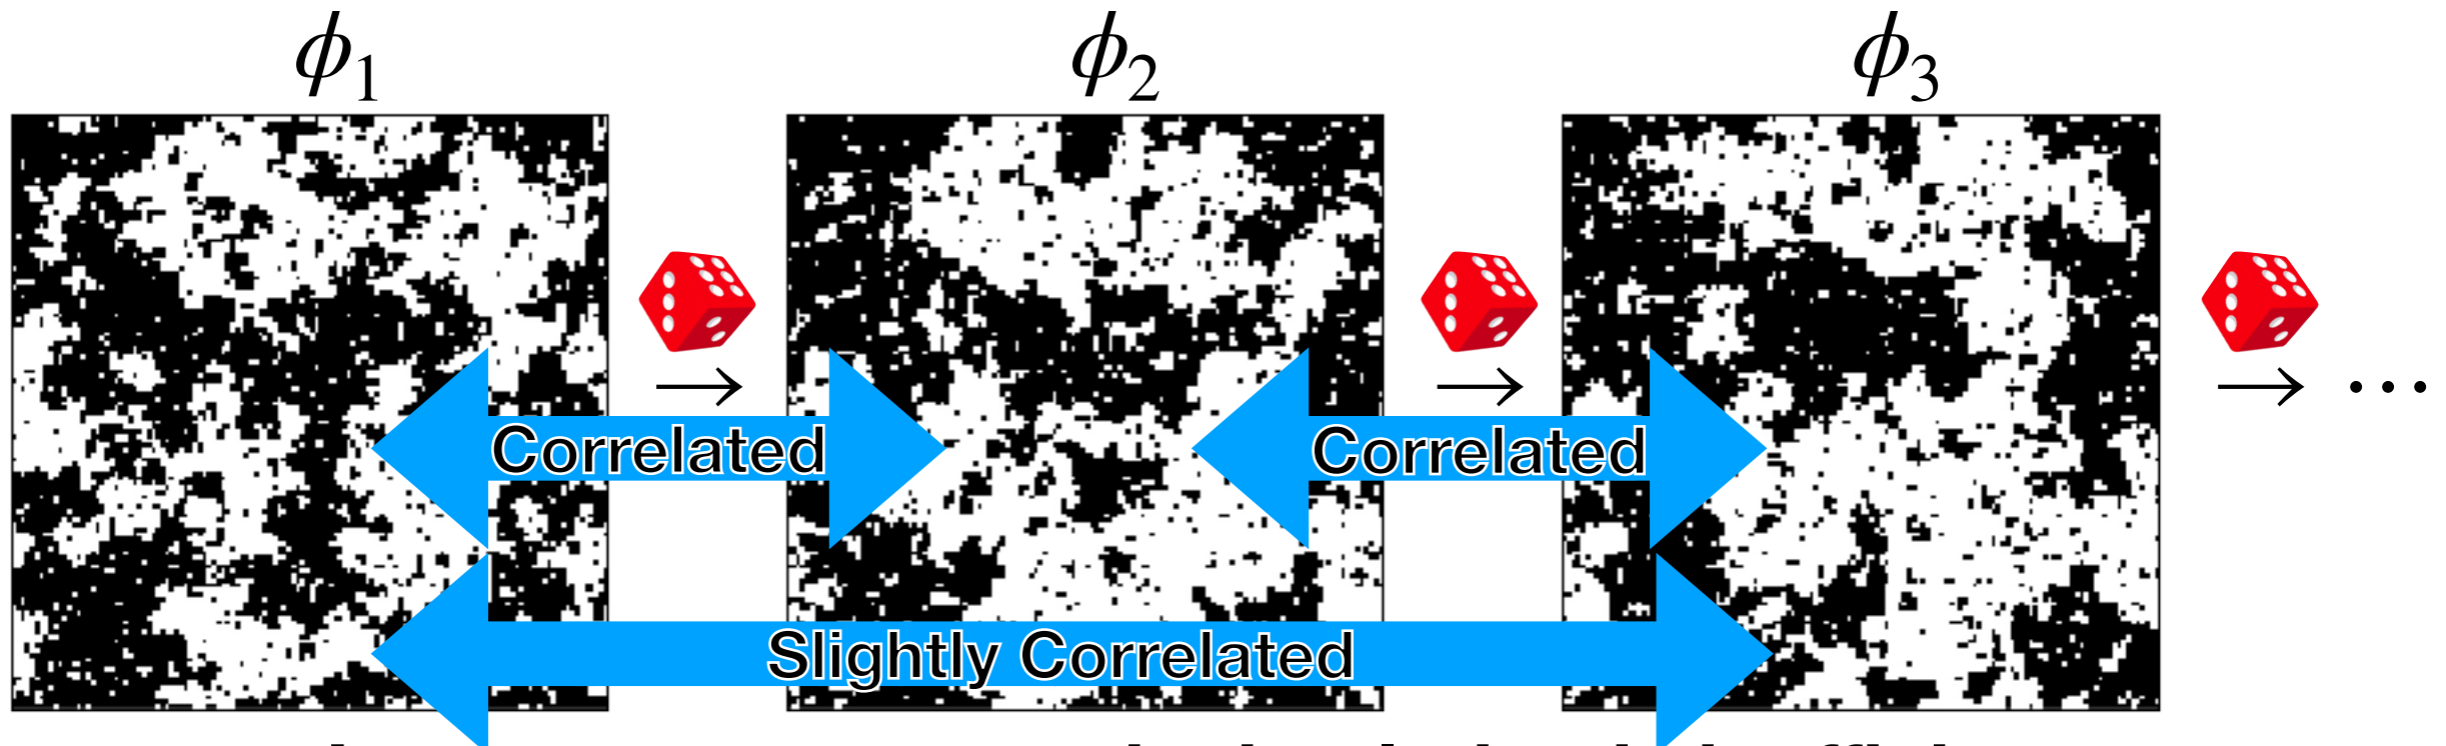 ϕ₁ ϕ₂ ϕ₃
→ → → ⋯
Correlated Correlated
Slightly Correlated